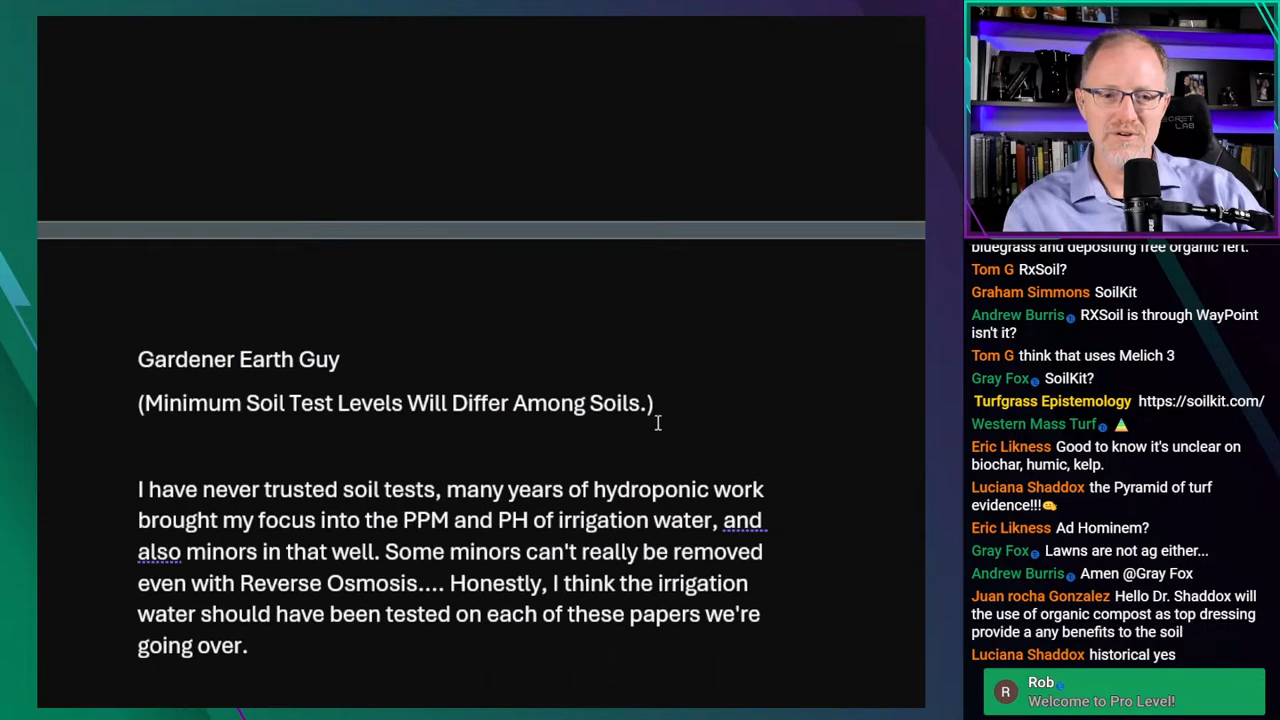 Gardener Earth Guy
(Minimum Soil Test Levels Will Differ Among Soils.)
I have never trusted soil tests, many years of hydroponic work
brought my focus into the PPM and PH of irrigation water, and
also minors in that well. Some minors can't really be removed
even with Reverse Osmosis.... Honestly, I think the irrigation
water should have been tested on each of these papers we're
going over.
SECRET
LAB
bluegrass and depositing free organic fert.
Tom G RxSoil?
Graham Simmons SoilKit
Andrew Burris RXSoil is through WayPoint
isn't it?
Tom G think that uses Melich 3
Gray Fox SoilKit?
Turfgrass Epistemology https://soilkit.com/
Western Mass Turf
Eric Likness Good to know it's unclear on
biochar, humic, kelp.
Luciana Shaddox the Pyramid of turf
evidence!!!
Eric Likness Ad Hominem?
Gray Fox Lawns are not ag either...
Andrew Burris Amen @Gray Fox
Juan rocha Gonzalez Hello Dr. Shaddox will
the use of organic compost as top dressing
provide a any benefits to the soil
Luciana Shaddox historical yes
R
Rob
Welcome to Pro Level!